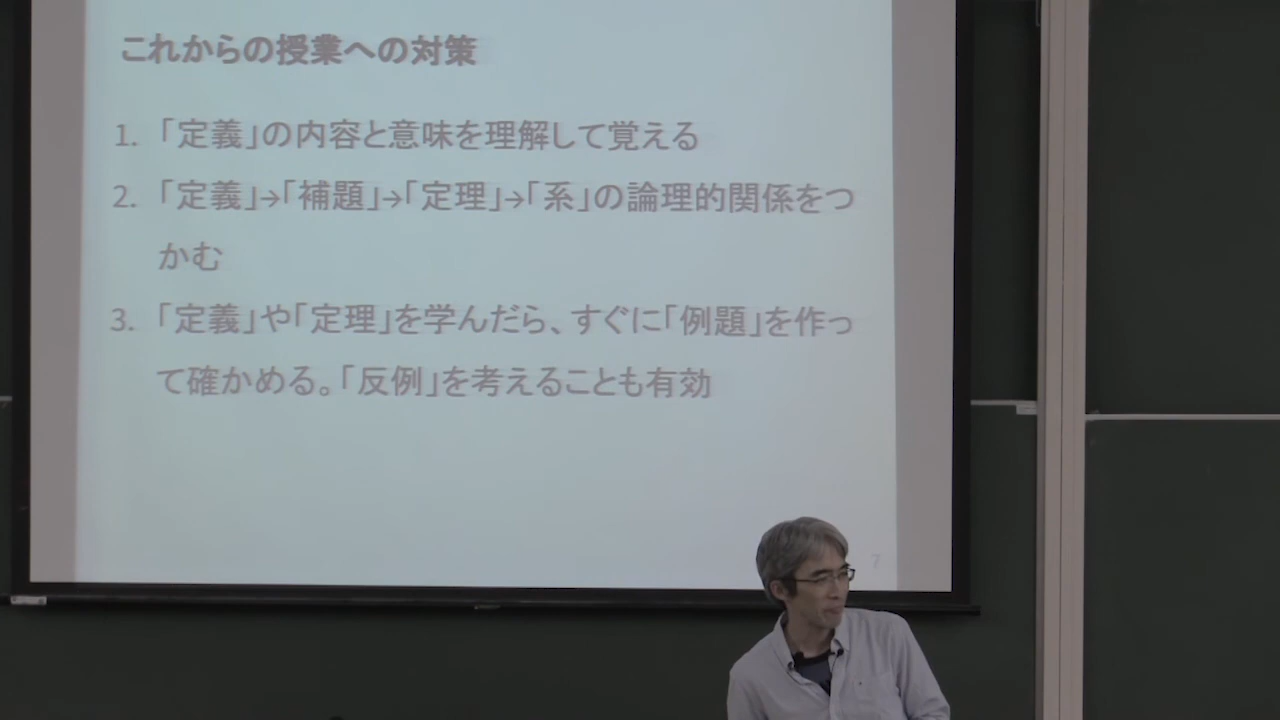 これからの授業への対策
1. 「定義」の内容と意味を理解して覚える
2. 「定義」→「補題」→「定理」→「系」の論理的関係をつ
かむ
3. 「定義」や「定理」を学んだら、すぐに「例題」を作っ
て確かめる。「反例」を考えることも有効
7